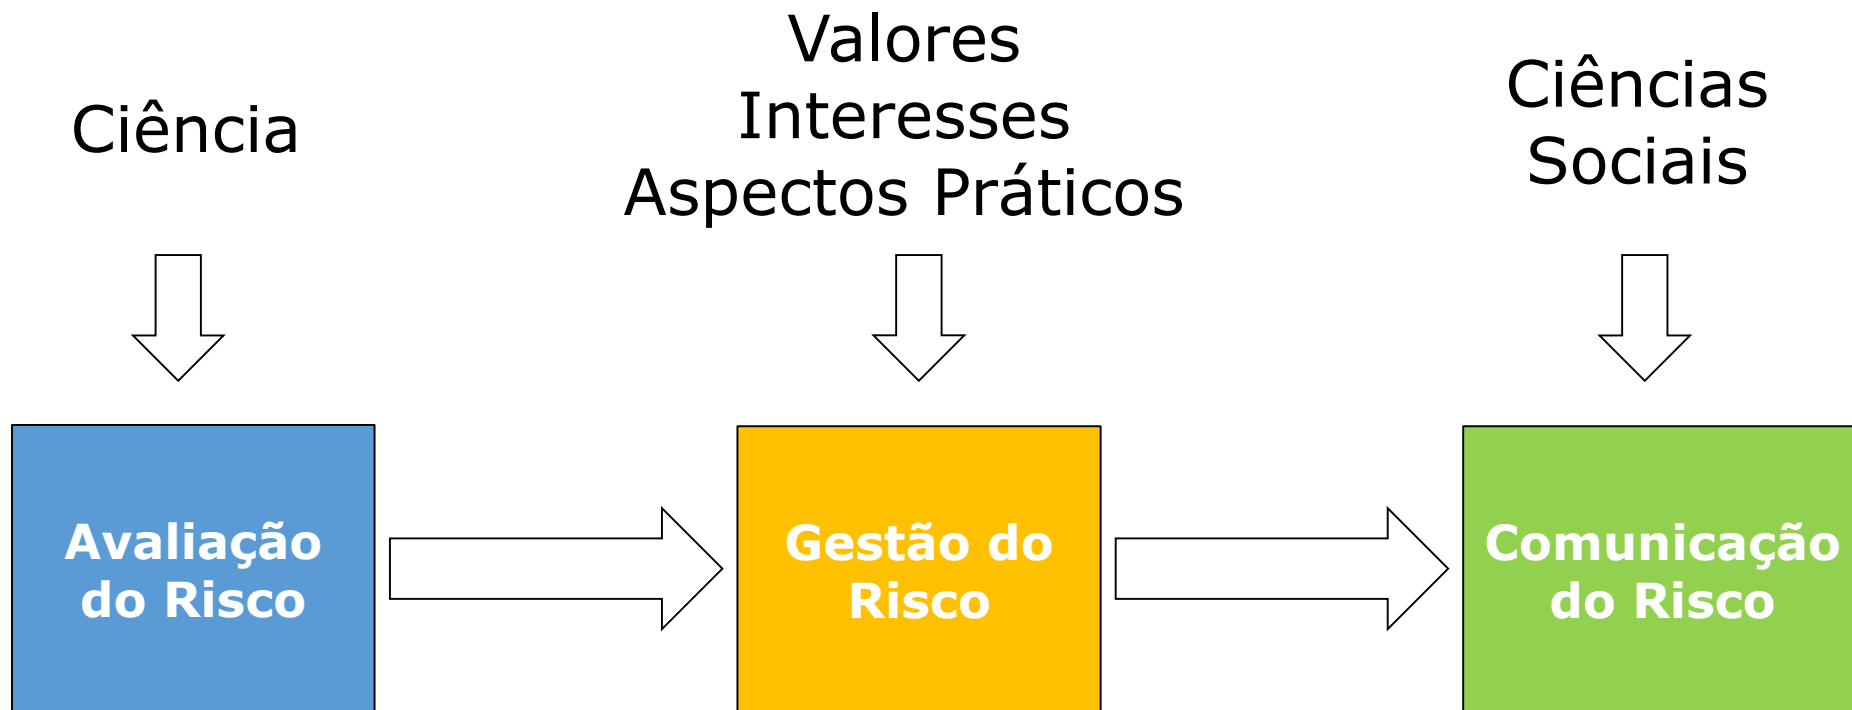 Ciência
Valores
Interesses
Aspectos Práticos
Ciências
Sociais
Avaliação
do Risco
Gestão do
Risco
Comunicação
do Risco